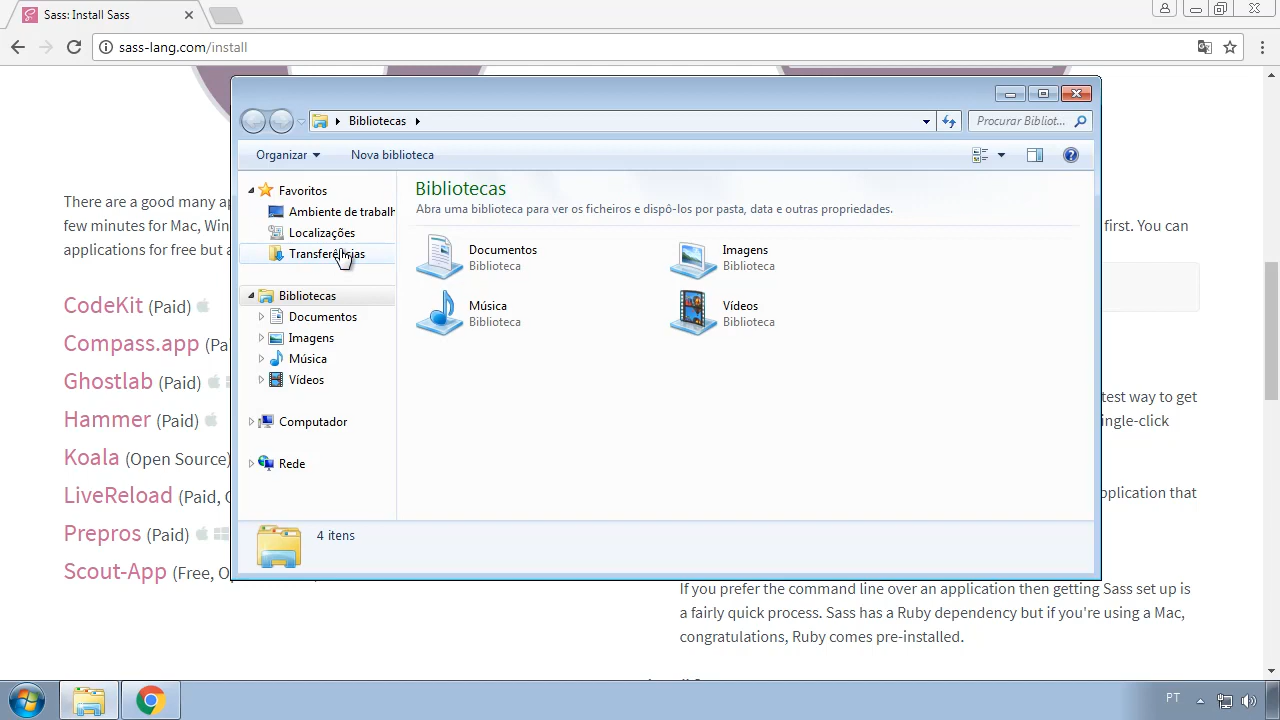 Sass: Install Sass
sass-lang.com/install
Bibliotecas
Procurar Bibliot...
Organizar
Nova biblioteca
Favoritos
Ambiente de trabalh
Localizações
Transferências
Bibliotecas
Documentos
Imagens
Música
Vídeos
Computador
Rede
Bibliotecas
Abra uma biblioteca para ver os ficheiros e dispô-los por pasta, data e outras propriedades.
Documentos
Biblioteca
Imagens
Biblioteca
Música
Biblioteca
Vídeos
Biblioteca
4 itens
There are a good many ap
few minutes for Mac, Win
applications for free but a
CodeKit (Paid)
Compass.app (Pa
Ghostlab (Paid)
Hammer (Paid)
Koala (Open Source)
LiveReload (Paid, O
Prepros (Paid)
Scout-App (Free, O
first. You can
test way to get
ingle-click
pplication that
If you prefer the command line over an application then getting Sass set up is
a fairly quick process. Sass has a Ruby dependency but if you're using a Mac,
congratulations, Ruby comes pre-installed.
PT